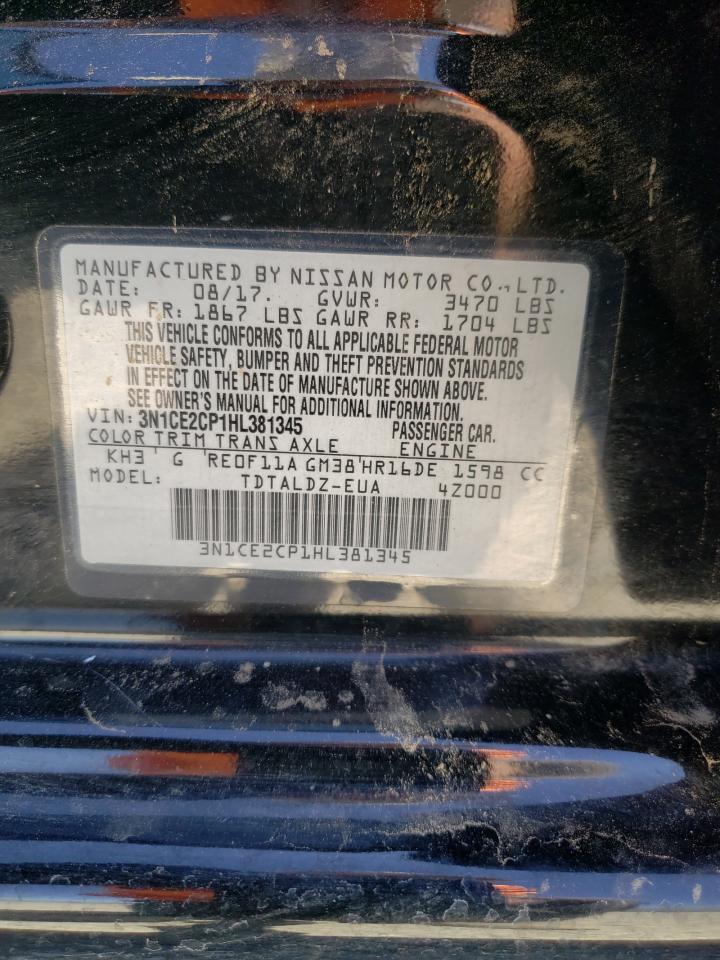 MANUFACTURED BY NISSAN MOTOR CO.,LTD.
DATE: 08/17. GVWR: 3470 LBS
GAWR FR: 1867 LBS GAWR RR: 1704 LBS
THIS VEHICLE CONFORMS TO ALL APPLICABLE FEDERAL MOTOR
VEHICLE SAFETY, BUMPER AND THEFT PREVENTION STANDARDS
IN EFFECT ON THE DATE OF MANUFACTURE SHOWN ABOVE.
SEE OWNER'S MANUAL FOR ADDITIONAL INFORMATION.
VIN: 3N1CE2CP1HL381345 PASSENGER CAR.
COLOR TRIM TRANS AXLE ENGINE
KH3 G RE0F11A GM38 HR16DE 1598 CC
MODEL: TDTALDZ-EUA 4Z000
3N1CE2CP1HL381345